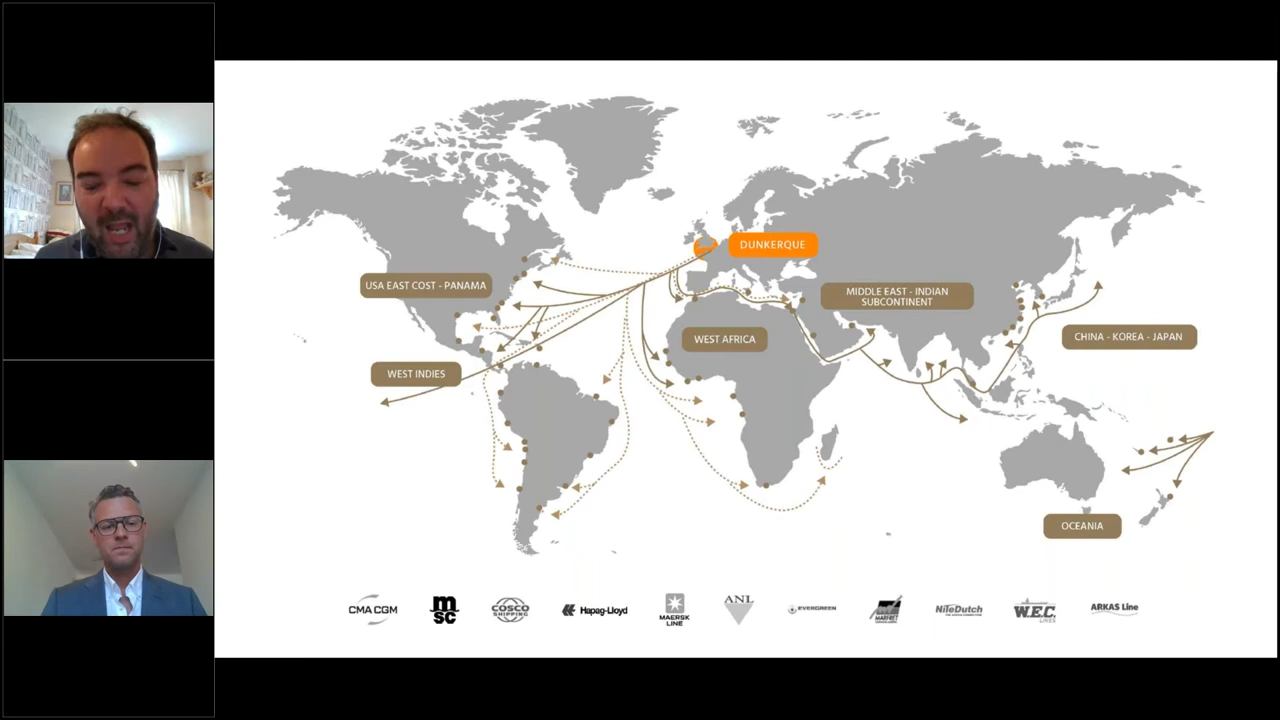 DUNKERQUE
USA EAST COST - PANAMA
MIDDLE EAST - INDIAN
SUBCONTINENT
WEST AFRICA
CHINA - KOREA - JAPAN
WEST INDIES
OCEANIA
CMA CGM
msc
COSCO
SHIPPING
Hapag-Lloyd
MAERSK
LINE
ANL
EVERGREEN
MARFRET
NileDutch
W.E.C.
LINES
ARKAS Line